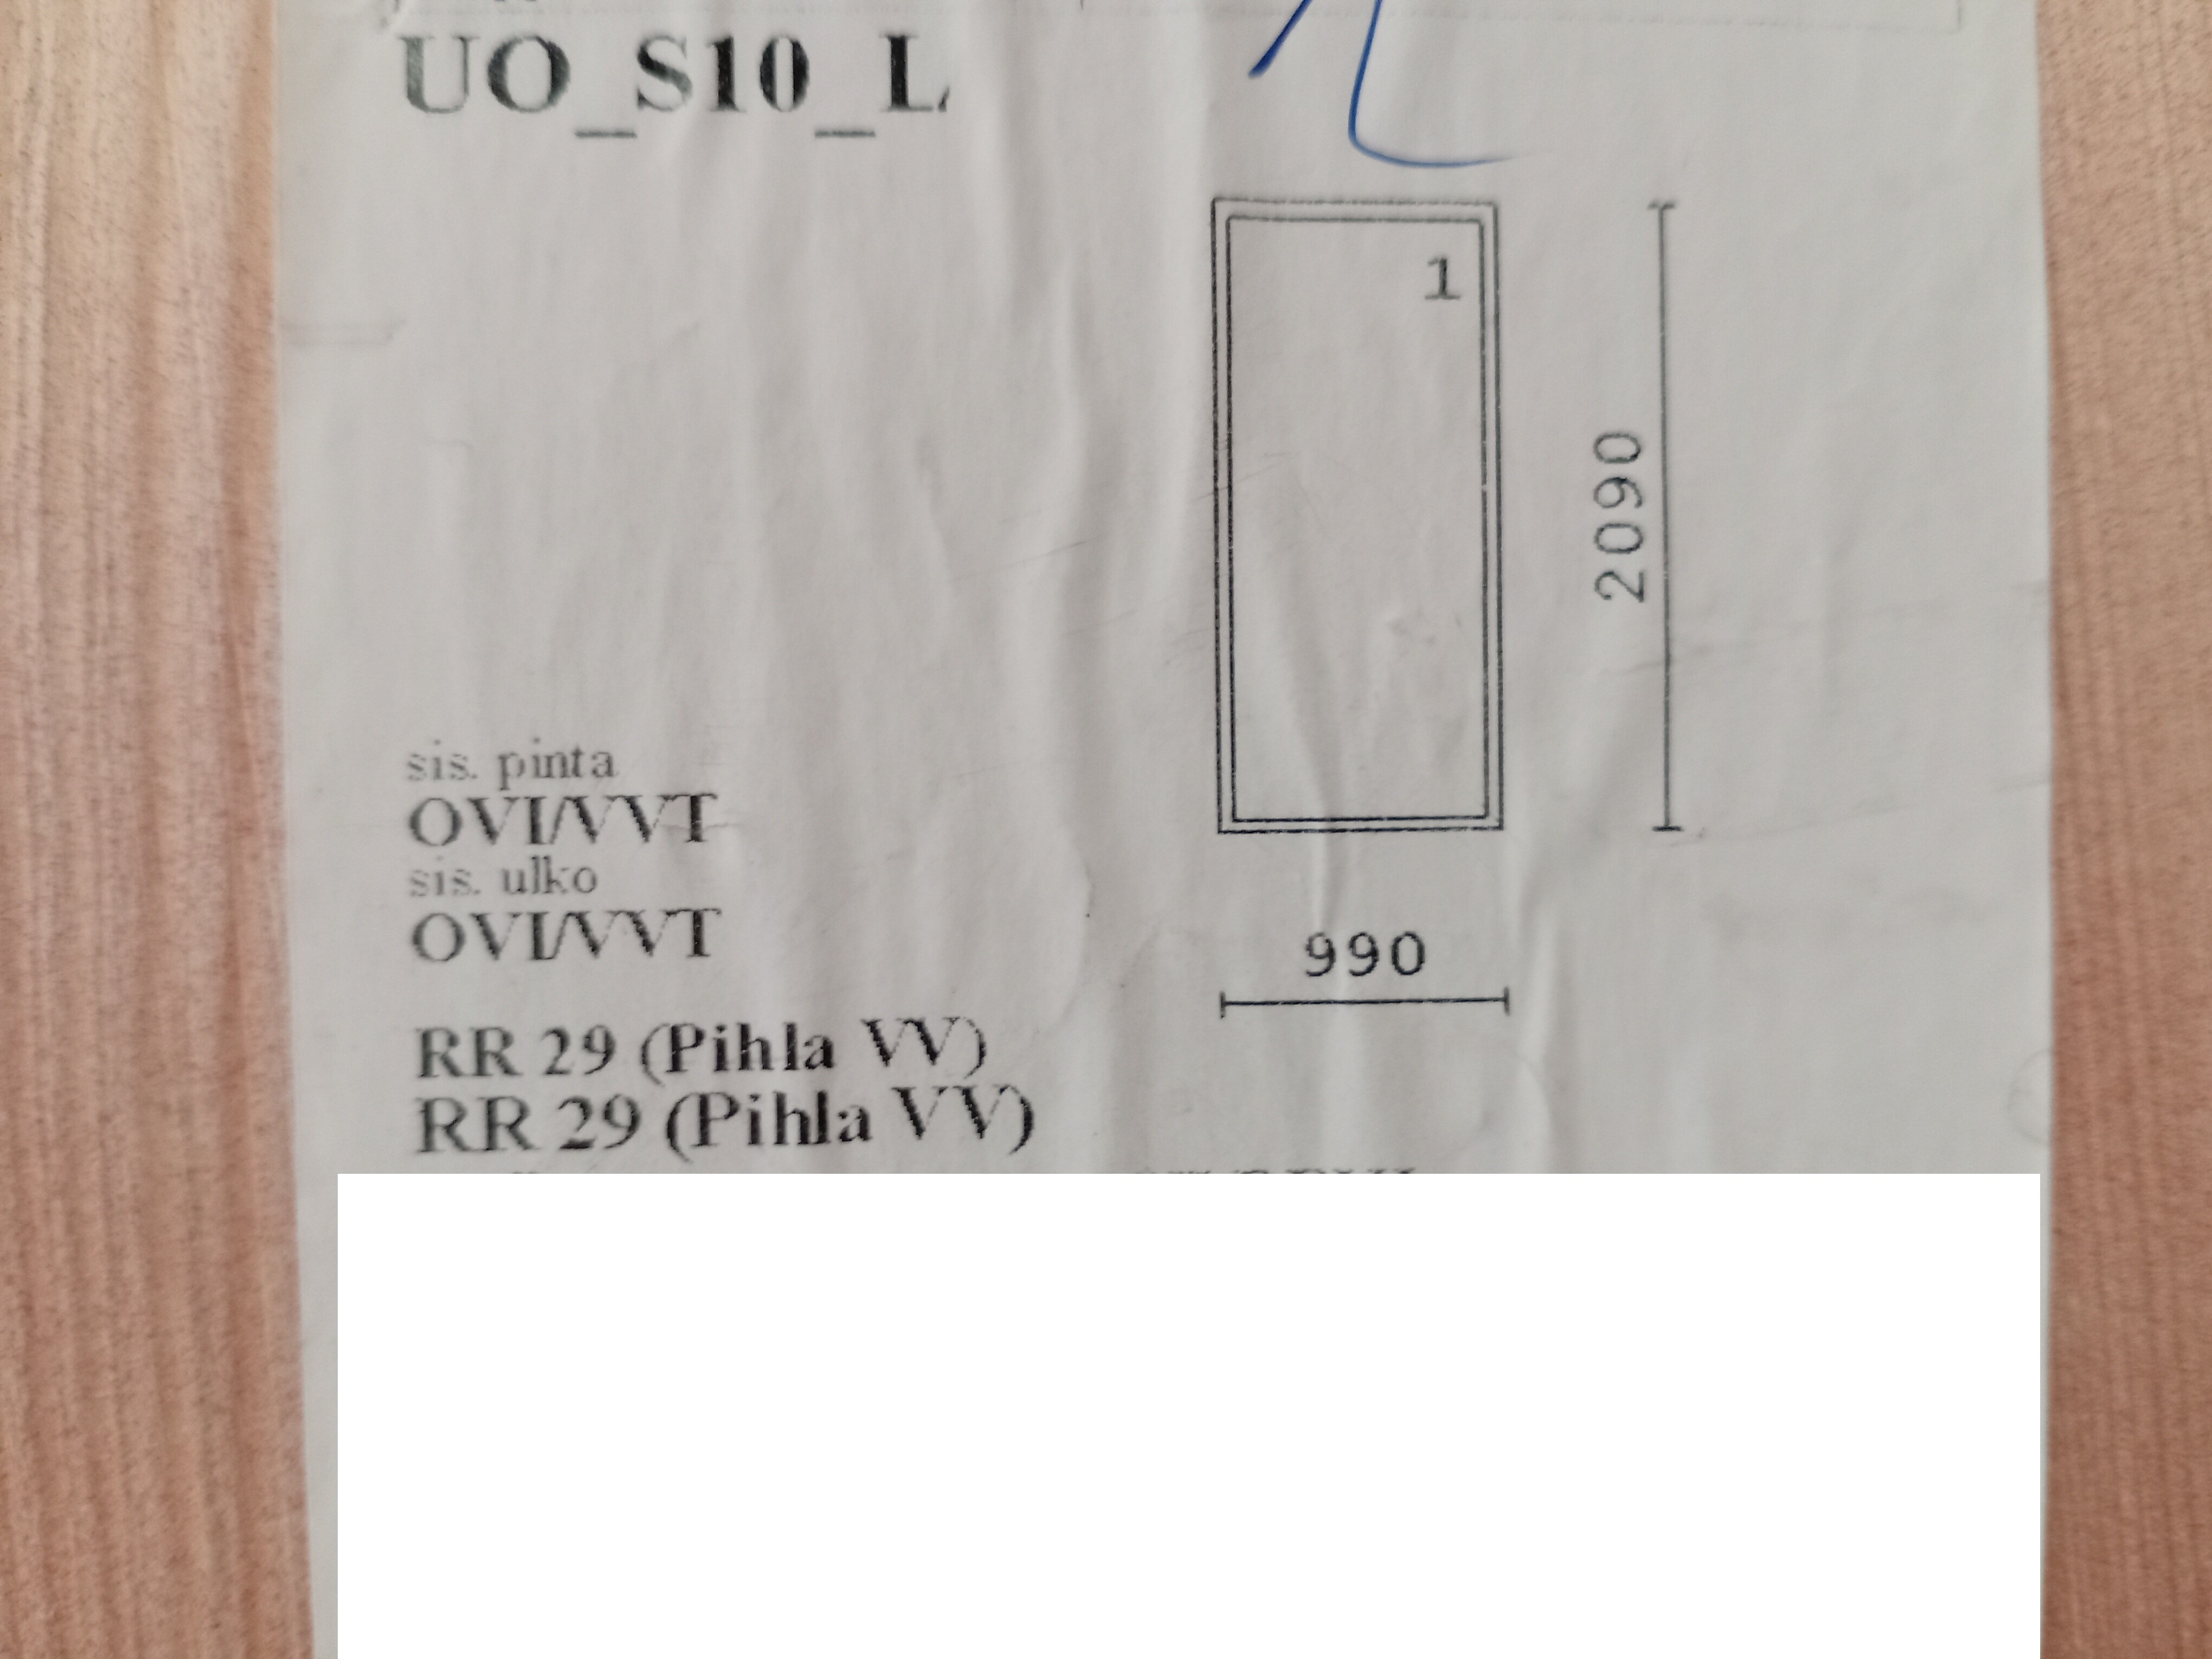 UO_S10_L
1
2090
sis. pinta
OVI/VVT
sis. ulko
OVI/VVT
990
RR 29 (Pihla VV)
RR 29 (Pihla VV)